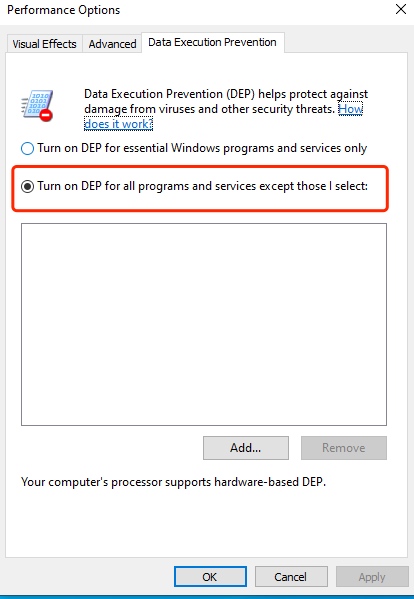 Performance Options
Visual Effects Advanced Data Execution Prevention
Data Execution Prevention (DEP) helps protect against
damage from viruses and other security threats. How
does it work?
Turn on DEP for essential Windows programs and services only
Turn on DEP for all programs and services except those I select:
Add... Remove
Your computer's processor supports hardware-based DEP.
OK Cancel Apply